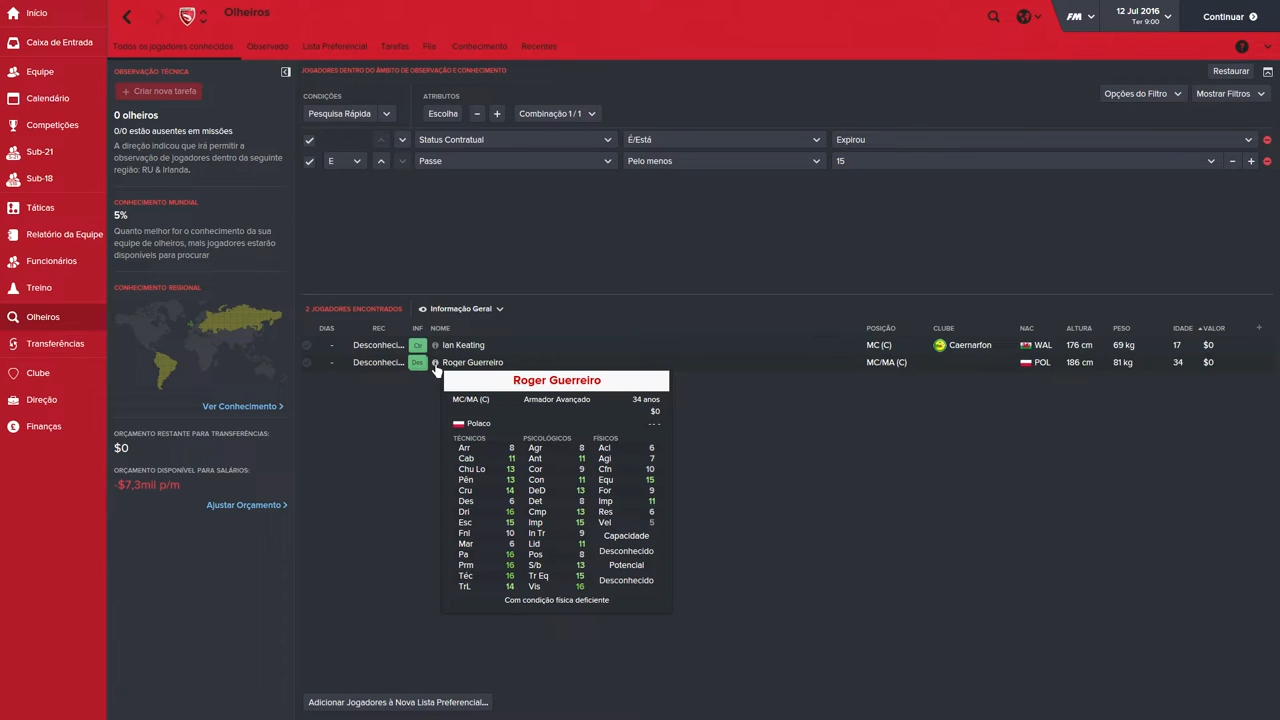 Início
Caixa de Entrada
Equipe
Calendário
Competições
Sub-21
Sub-18
Táticas
Relatório da Equipe
Funcionários
Treino
Olheiros
Transferências
Clube
Direção
Finanças
Olheiros
FM
12 Jul 2016
Ter 9:00
Continuar
Todos os jogadores conhecidos
Observado
Lista Preferencial
Tarefas
File
Conhecimento
Recentes
?
OBSERVAÇÃO TÉCNICA
+ Criar nova tarefa
0 olheiros
0/0 estão ausentes em missões
A direção indicou que irá permitir a
observação de jogadores dentro da seguinte
região: RU & Irlanda.
CONHECIMENTO MUNDIAL
5%
Quanto melhor for o conhecimento da sua
equipe de olheiros, mais jogadores estarão
disponíveis para procurar
CONHECIMENTO REGIONAL
Ver Conhecimento >
ORÇAMENTO RESTANTE PARA TRANSFERÊNCIAS:
$0
ORÇAMENTO DISPONÍVEL PARA SALÁRIOS:
-$7,3mil p/m
Ajustar Orçamento >
JOGADORES DENTRO DO ÂMBITO DE OBSERVAÇÃO E CONHECIMENTO
Restaurar
CONDIÇÕES
ATRIBUTOS
Pesquisa Rápida
Escolha
Combinação 1 / 1
Opções do Filtro
Mostrar Filtros
Status Contratual É/Está Expirou
E Passe Pelo menos 15
2 JOGADORES ENCONTRADOS
Informação Geral
DIAS REC INF NOME POSIÇÃO CLUBE NAC ALTURA PESO IDADE VALOR
- Desconheci... Ctr Ian Keating MC (C) Caernarfon WAL 176 cm 69 kg 17 $0
- Desconheci... Des Roger Guerreiro MC/MA (C) POL 186 cm 81 kg 34 $0
Roger Guerreiro
MC/MA (C) Armador Avançado 34 anos
$0
Polaco - - -
TÉCNICOS PSICOLÓGICOS FÍSICOS
Arr 8 Agr 8 Acl 6
Cab 11 Ant 11 Agi 7
Chu Lo 13 Cor 9 Cfn 10
Pên 13 Con 11 Equ 15
Cru 14 DeD 13 For 9
Des 6 Det 8 Imp 11
Dri 16 Cmp 13 Res 6
Esc 15 Imp 15 Vel 5
Fnl 10 In Tr 9 Capacidade
Mar 6 Lid 11 Desconhecido
Pa 16 Pos 8
Prm 16 S/b 13 Potencial
Téc 16 Tr Eq 15 Desconhecido
TrL 14 Vis 16
Com condição física deficiente
Adicionar Jogadores à Nova Lista Preferencial...